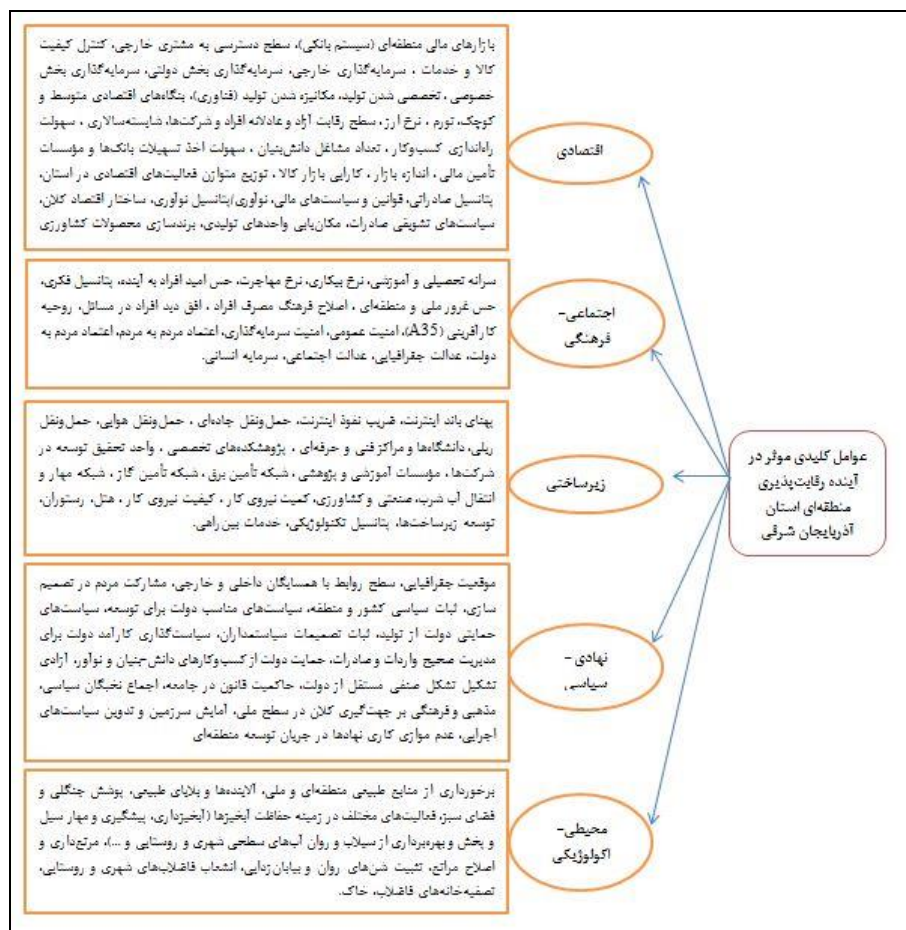 عوامل کلیدی موثر در
آینده رقابت‌پذیری
منطقه‌ای استان
آذربایجان شرقی
اقتصادی
بازارهای مالی منطقه‌ای (سیستم بانکی)، سطح دسترسی به مشتری خارجی، کنترل کیفیت
کالا و خدمات ، سرمایه‌گذاری خارجی، سرمایه‌گذاری بخش دولتی، سرمایه‌گذاری بخش
خصوصی ، تخصصی شدن تولید، مکانیزه شدن تولید (فناوری)، بنگاه‌های اقتصادی متوسط و
کوچک، تورم ، نرخ ارز ، سطح رقابت آزاد و عادلانه افراد و شرکت‌ها، شایسته‌سالاری ، سهولت
راه‌اندازی کسب‌وکار ، تعداد مشاغل دانش‌بنیان ، سهولت اخذ تسهیلات بانک‌ها و مؤسسات
تأمین مالی ، اندازه بازار ، کارایی بازار کالا ، توزیع متوازن فعالیت‌های اقتصادی در استان،
پتانسیل صادراتی، قوانین و سیاست‌های مالی، نوآوری/پتانسیل نوآوری، ساختار اقتصاد کلان،
سیاست‌های تشویقی صادرات، مکان‌یابی واحدهای تولیدی، برندسازی محصولات کشاورزی
اجتماعی-
فرهنگی
سرانه تحصیلی و آموزشی، نرخ بیکاری، نرخ مهاجرت، حس امید افراد به آینده، پتانسیل فکری،
حس غرور ملی و منطقه‌ای ، اصلاح فرهنگ مصرف افراد ، افق دید افراد در مسائل، روحیه
کارآفرینی (A35)، امنیت عمومی، امنیت سرمایه‌گذاری، اعتماد مردم به مردم، اعتماد مردم به
دولت، عدالت جغرافیایی، عدالت اجتماعی، سرمایه انسانی.
زیرساختی
پهنای باند اینترنت، ضریب نفوذ اینترنت، حمل‌ونقل جاده‌ای ، حمل‌ونقل هوایی، حمل‌ونقل
ریلی، دانشگاه‌ها و مراکز فنی و حرفه‌ای ، پژوهشکده‌های تخصصی ، واحد تحقیق توسعه در
شرکت‌ها ، مؤسسات آموزشی و پژوهشی ، شبکه تأمین برق ، شبکه تأمین گاز ، شبکه مهار و
انتقال آب شرب، صنعتی و کشاورزی، کمیت نیروی کار ، کیفیت نیروی کار ، هتل، رستوران،
توسعه زیرساخت‌ها، پتانسیل تکنولوژیکی، خدمات بین‌راهی.
نهادی -
سیاسی
موقعیت جغرافیایی، سطح روابط با همسایگان داخلی و خارجی، مشارکت مردم در تصمیم
سازی، ثبات سیاسی کشور و منطقه، سیاست‌های مناسب دولت برای توسعه، سیاست‌های
حمایتی دولت از تولید، ثبات تصمیمات سیاستمداران، سیاست‌گذاری کارآمد دولت برای
مدیریت صحیح واردات و صادرات، حمایت دولت از کسب‌وکارهای دانش-بنیان و نوآور، آزادی
تشکیل تشکل صنفی مستقل از دولت، حاکمیت قانون در جامعه، اجماع نخبگان سیاسی،
مذهبی و فرهنگی بر جهت‌گیری کلان در سطح ملی، آمایش سرزمین و تدوین سیاست‌های
اجرایی، عدم موازی کاری نهادها در جریان توسعه منطقه‌ای
محیطی-
اکولوژیکی
برخورداری از منابع طبیعی منطقه‌ای و ملی، آلاینده‌ها و بلایای طبیعی، پوشش جنگلی و
فضای سبز، فعالیت‌های مختلف در زمینه حفاظت آبخیزها (آبخیزداری، پیشگیری و مهار سیل
و پخش و بهره‌برداری از سیلاب و روان آب‌های سطحی شهری و روستایی و ...)، مرتع‌داری و
اصلاح مراتع، تثبیت شن‌های روان و بیابان‌زدایی، انشعاب فاضلاب‌های شهری و روستایی،
تصفیه‌خانه‌های فاضلاب، خاک.